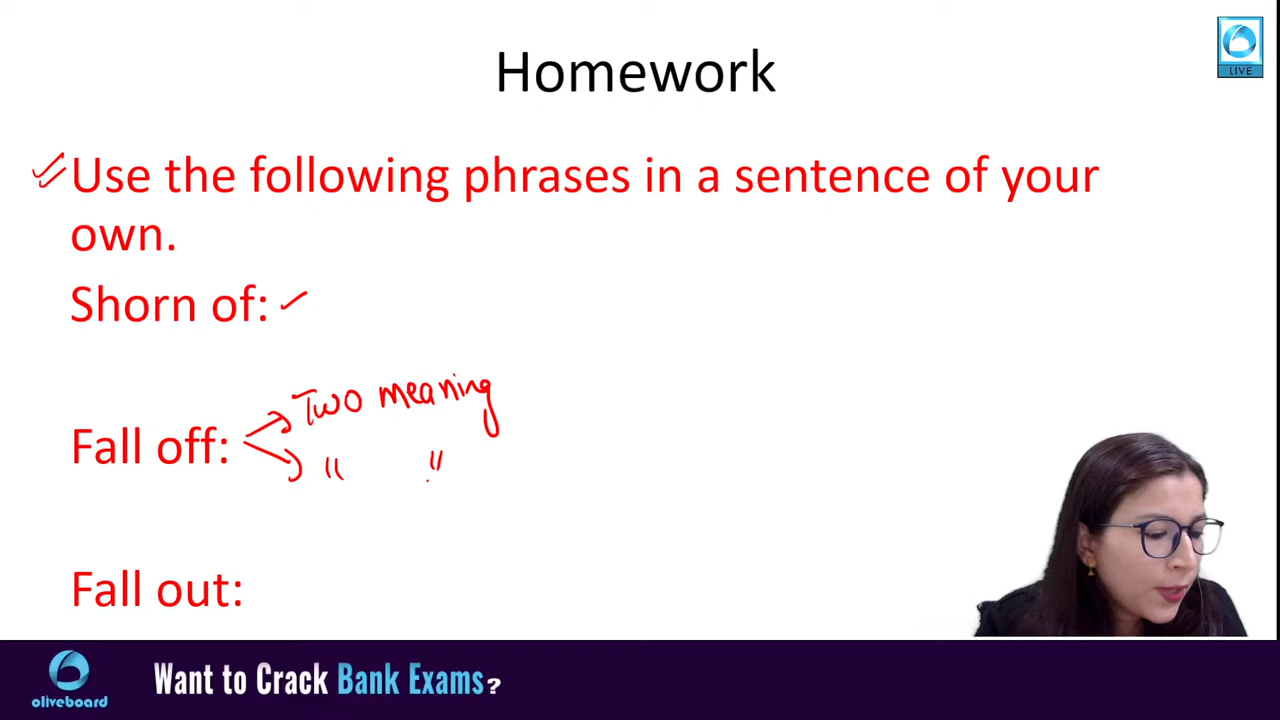 Homework
LIVE
Use the following phrases in a sentence of your
own.
Shorn of:
Two meaning
Fall off:
" "
Fall out:
oliveboard
Want to Crack Bank Exams?